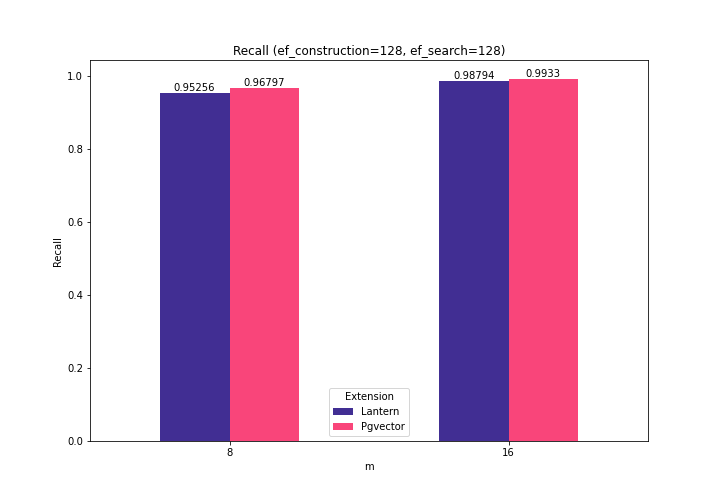 Recall (ef_construction=128, ef_search=128)
1.0
0.8
0.6
0.4
0.2
0.0
Recall
0.95256
0.96797
0.98794
0.9933
Extension
Lantern
Pgvector
8
16
m